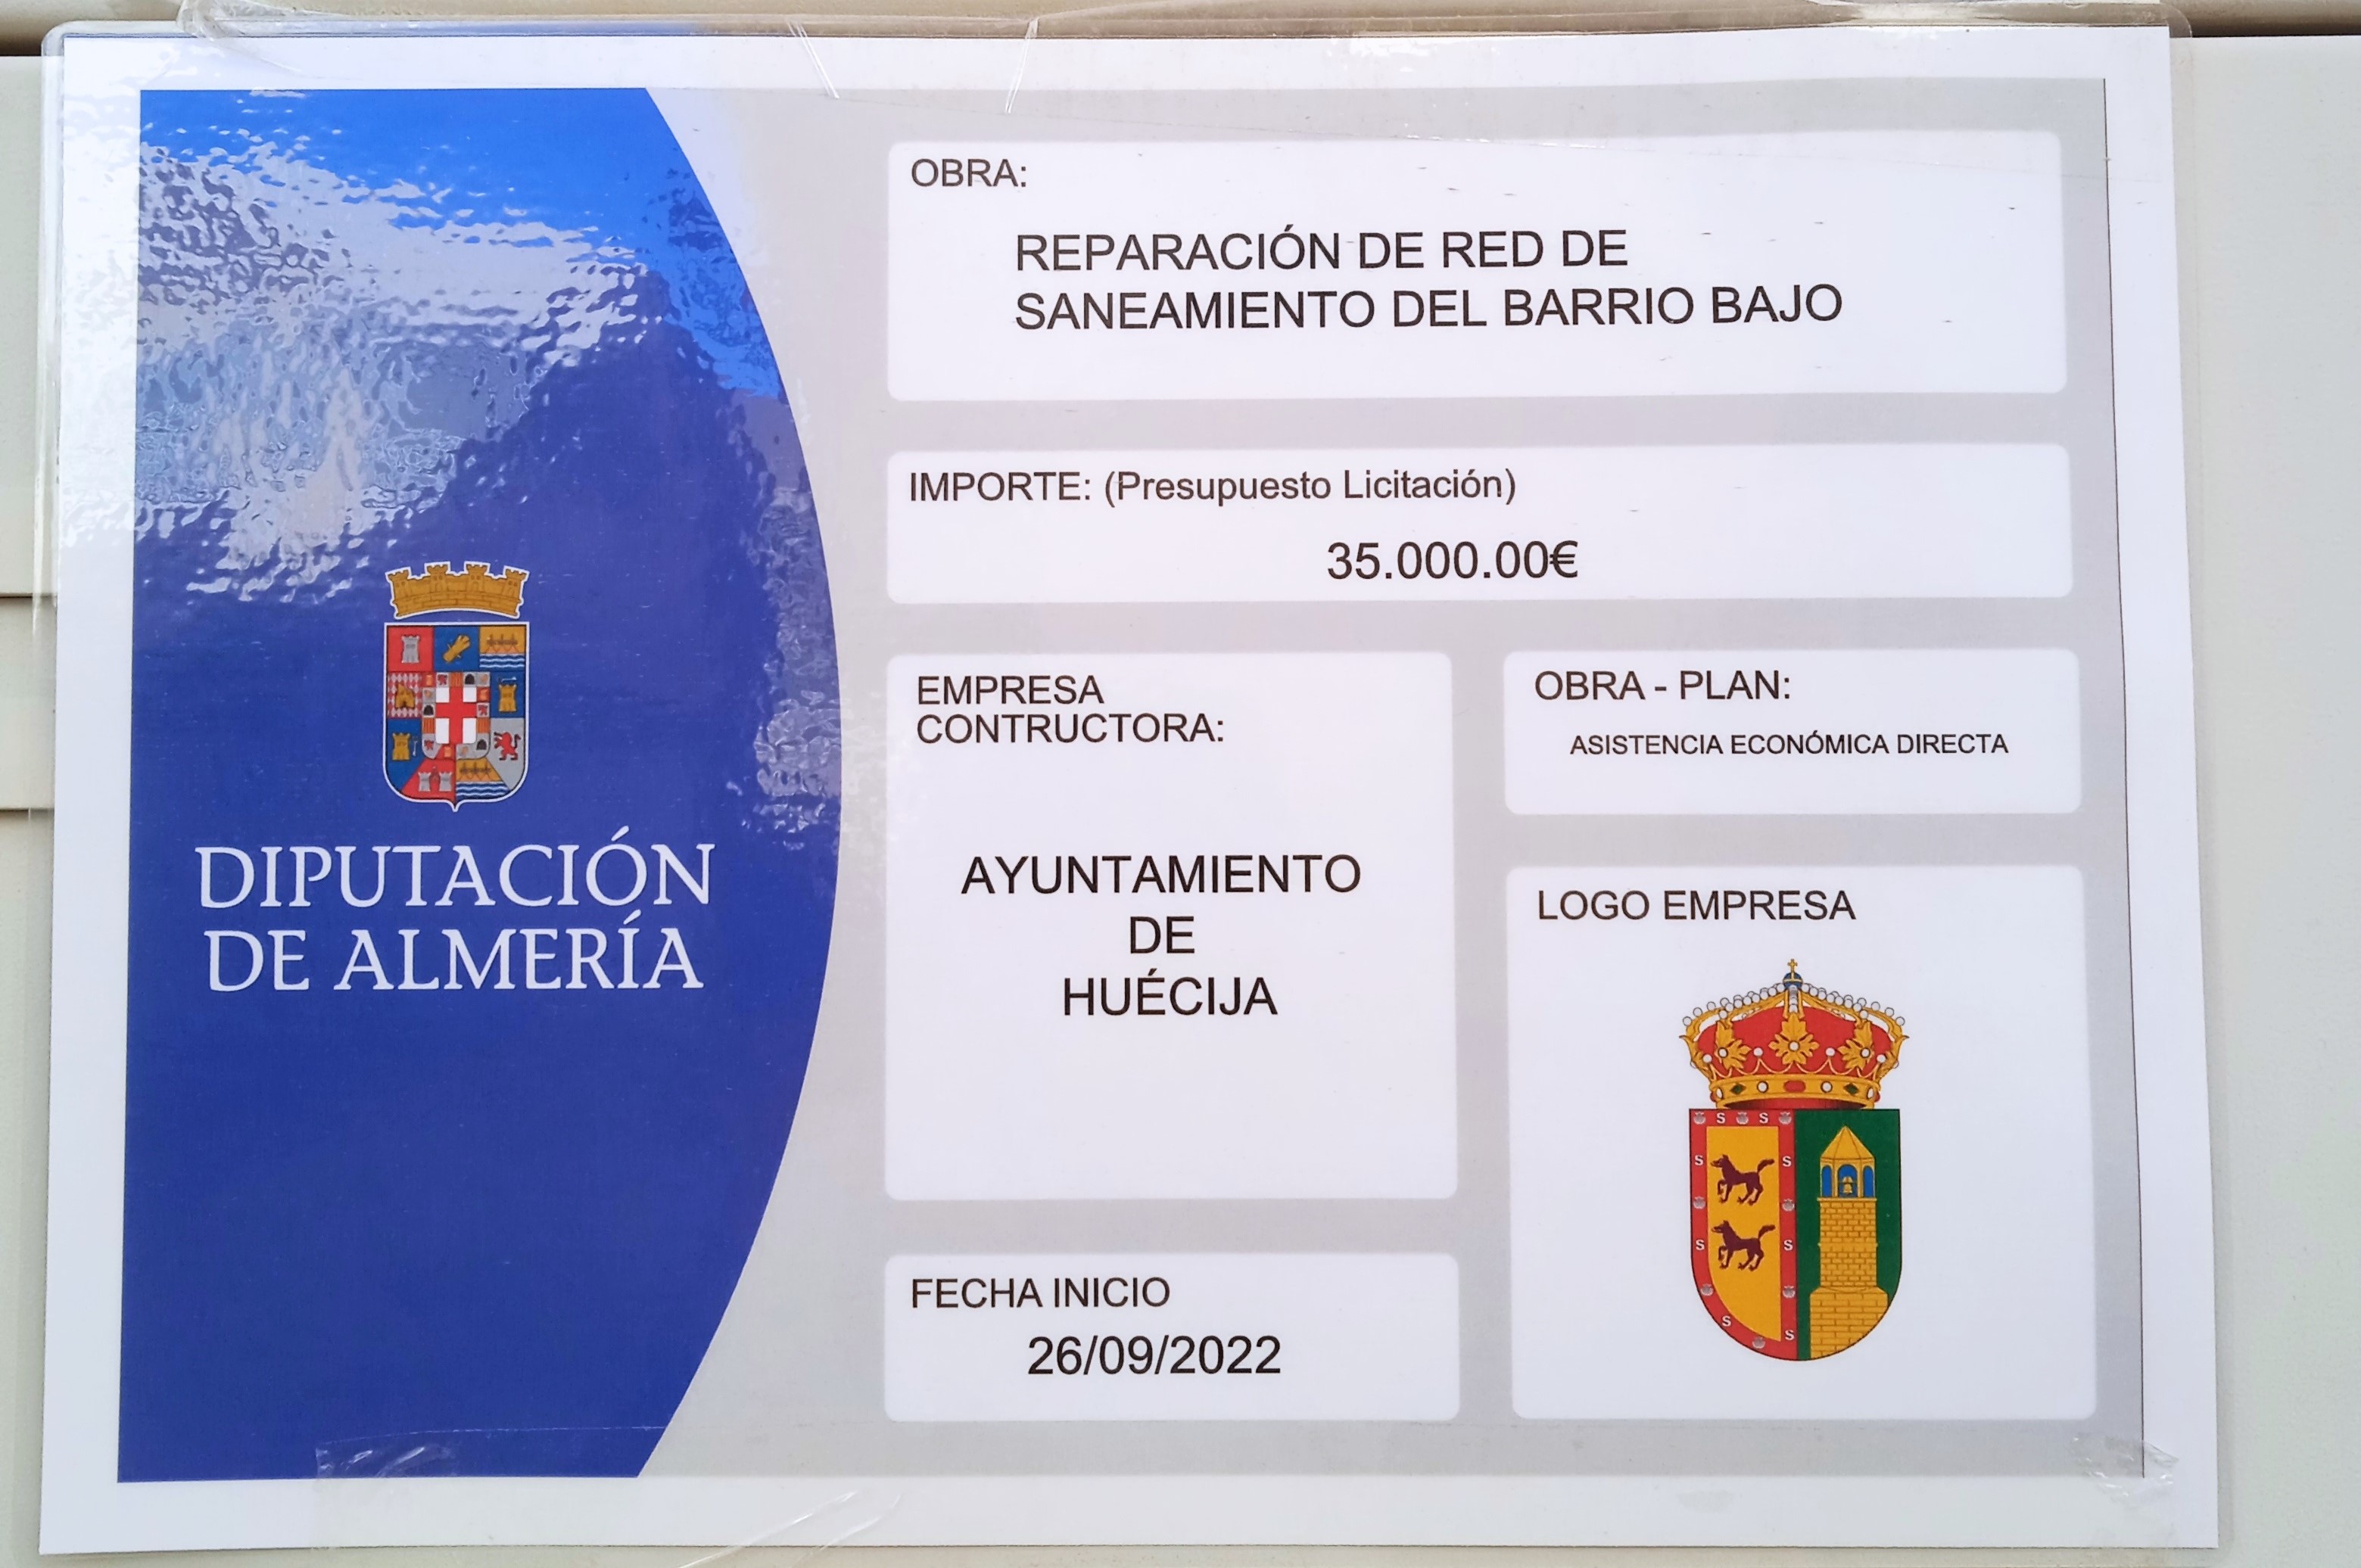 DIPUTACIÓN
DE ALMERÍA
OBRA:
REPARACIÓN DE RED DE
SANEAMIENTO DEL BARRIO BAJO
IMPORTE: (Presupuesto Licitación)
35.000.00€
EMPRESA
CONTRUCTORA:
AYUNTAMIENTO
DE
HUÉCIJA
OBRA - PLAN:
ASISTENCIA ECONÓMICA DIRECTA
LOGO EMPRESA
S S
S S
S S
S S
FECHA INICIO
26/09/2022